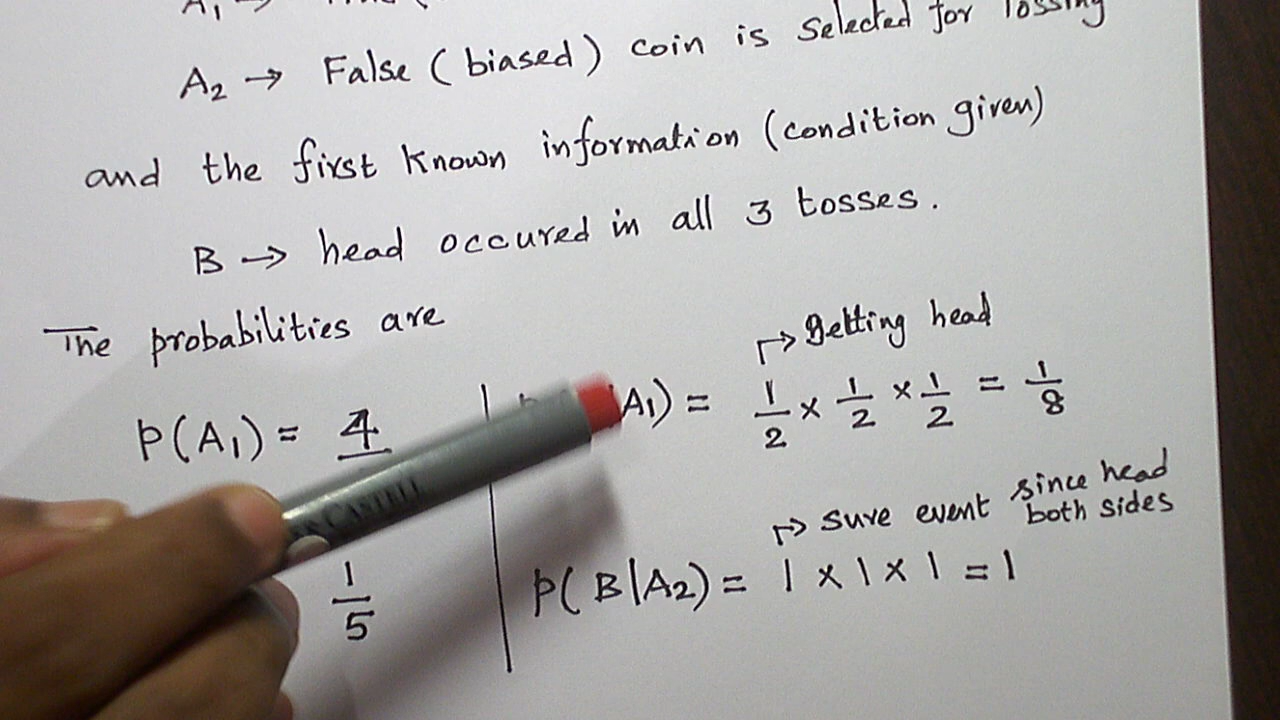 A₁ →
A₂ → False (biased) coin is selected for tossing
and the first known information (condition given)
B → head occured in all 3 tosses.
The probabilities are
P(A₁) = 4
1/5
↱ getting head
A₁) = 1/2 × 1/2 × 1/2 = 1/8
↱ sure event since head both sides
P(B|A₂) = 1 × 1 × 1 = 1